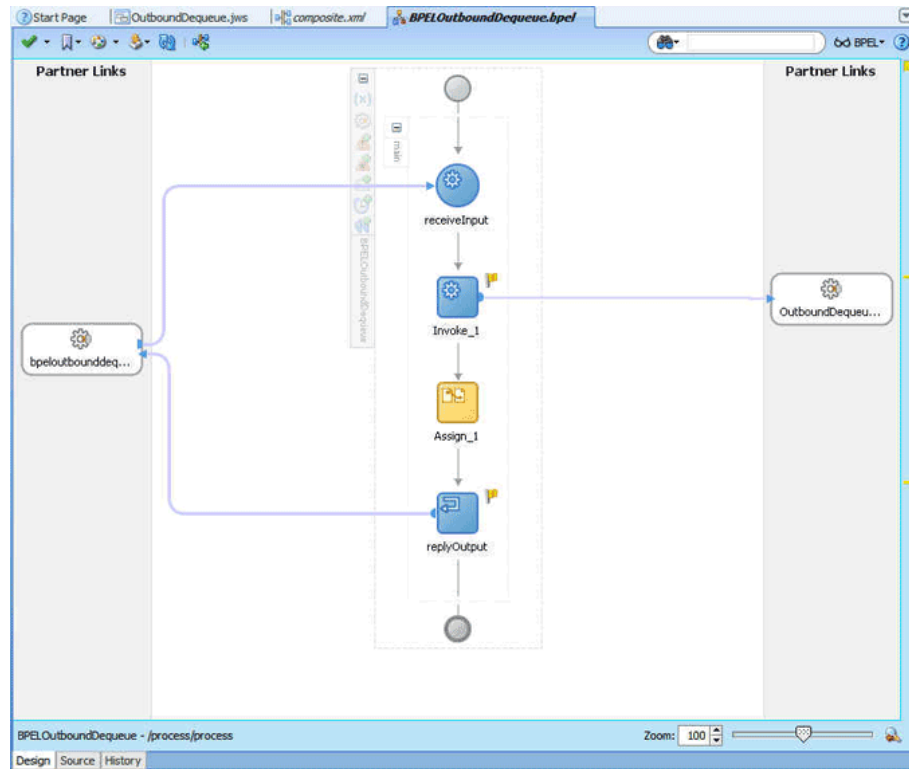 Start Page OutboundDequeue.jws composite.xml BPELOutboundDequeue.bpel
BPEL
Partner Links
Partner Links
main
receiveInput
BPELOutboundDequeue
Invoke_1
OutboundDequeu...
bpeloutbounddeq...
Assign_1
replyOutput
BPELOutboundDequeue - /process/process
Zoom: 100
Design Source History